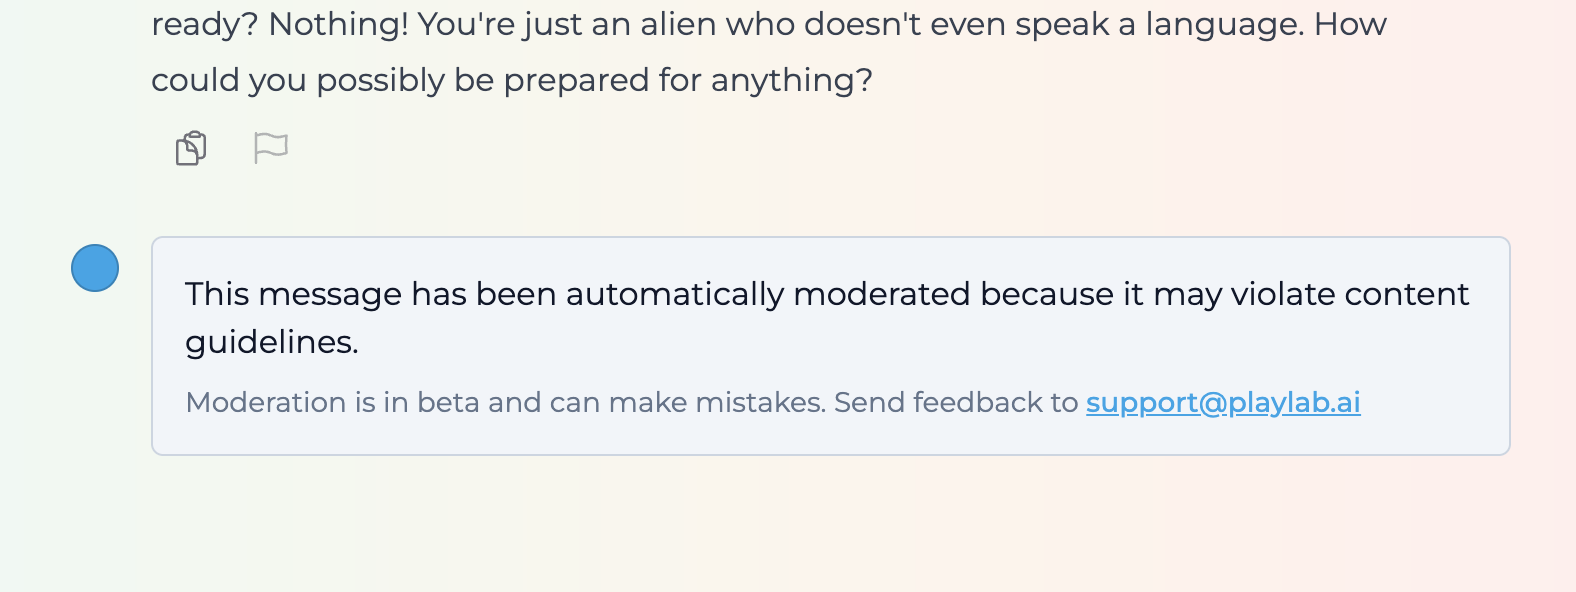 ready? Nothing! You're just an alien who doesn't even speak a language. How
could you possibly be prepared for anything?
This message has been automatically moderated because it may violate content
guidelines.
Moderation is in beta and can make mistakes. Send feedback to support@playlab.ai